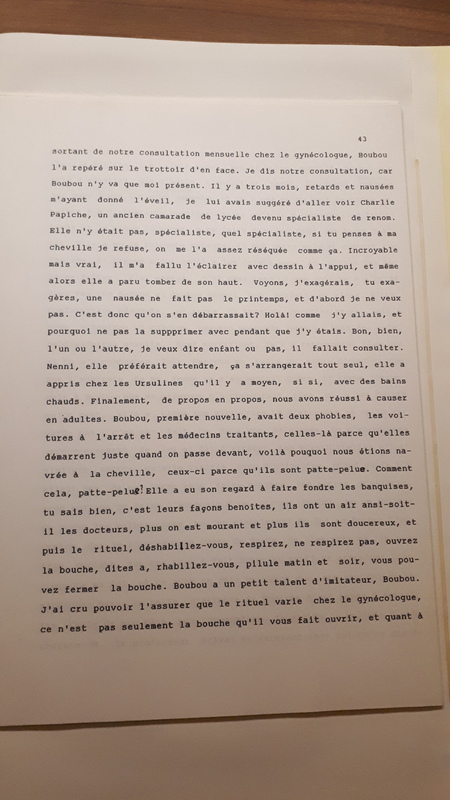 43
sortant de notre consultation mensuelle chez le gynécologue, Boubou
l'a repéré sur le trottoir d'en face. Je dis notre consultation, car
Boubou n'y va que moi présent. Il y a trois mois, retards et nausées
m'ayant donné l'éveil, je lui avais suggéré d'aller voir Charlie
Papiche, un ancien camarade de lycée devenu spécialiste de renom.
Elle n'y était pas, spécialiste, quel spécialiste, si tu penses à ma
cheville je refuse, on me l'a assez réséquée comme ça. Incroyable
mais vrai, il m'a fallu l'éclairer avec dessin à l'appui, et même
alors elle a paru tomber de son haut. Voyons, j'exagérais, tu exa-
gères, une nausée ne fait pas le printemps, et d'abord je ne veux
pas. C'est donc qu'on s'en débarrassait? Holà! comme j'y allais, et
pourquoi ne pas la suppprimer avec pendant que j'y étais. Bon, bien,
l'un ou l'autre, je veux dire enfant ou pas, il fallait consulter.
Nenni, elle préférait attendre, ça s'arrangerait tout seul, elle a
appris chez les Ursulines qu'il y a moyen, si si, avec des bains
chauds. Finalement, de propos en propos, nous avons réussi à causer
en adultes. Boubou, première nouvelle, avait deux phobies, les voi-
tures à l'arrêt et les médecins traitants, celles-là parce qu'elles
démarrent juste quand on passe devant, voilà pouquoi nous étions na-
vrée à la cheville, ceux-ci parce qu'ils sont patte-pelue. Comment
cela, patte-pelue? Elle a eu son regard à faire fondre les banquises,
tu sais bien, c'est leurs façons benoîtes, ils ont un air ansi-soit-
il les docteurs, plus on est mourant et plus ils sont doucereux, et
puis le rituel, déshabillez-vous, respirez, ne respirez pas, ouvrez
la bouche, dites a, rhabillez-vous, pilule matin et soir, vous pou-
vez fermer la bouche. Boubou a un petit talent d'imitateur, Boubou.
J'ai cru pouvoir l'assurer que le rituel varie chez le gynécologue,
ce n'est pas seulement la bouche qu'il vous fait ouvrir, et quant à